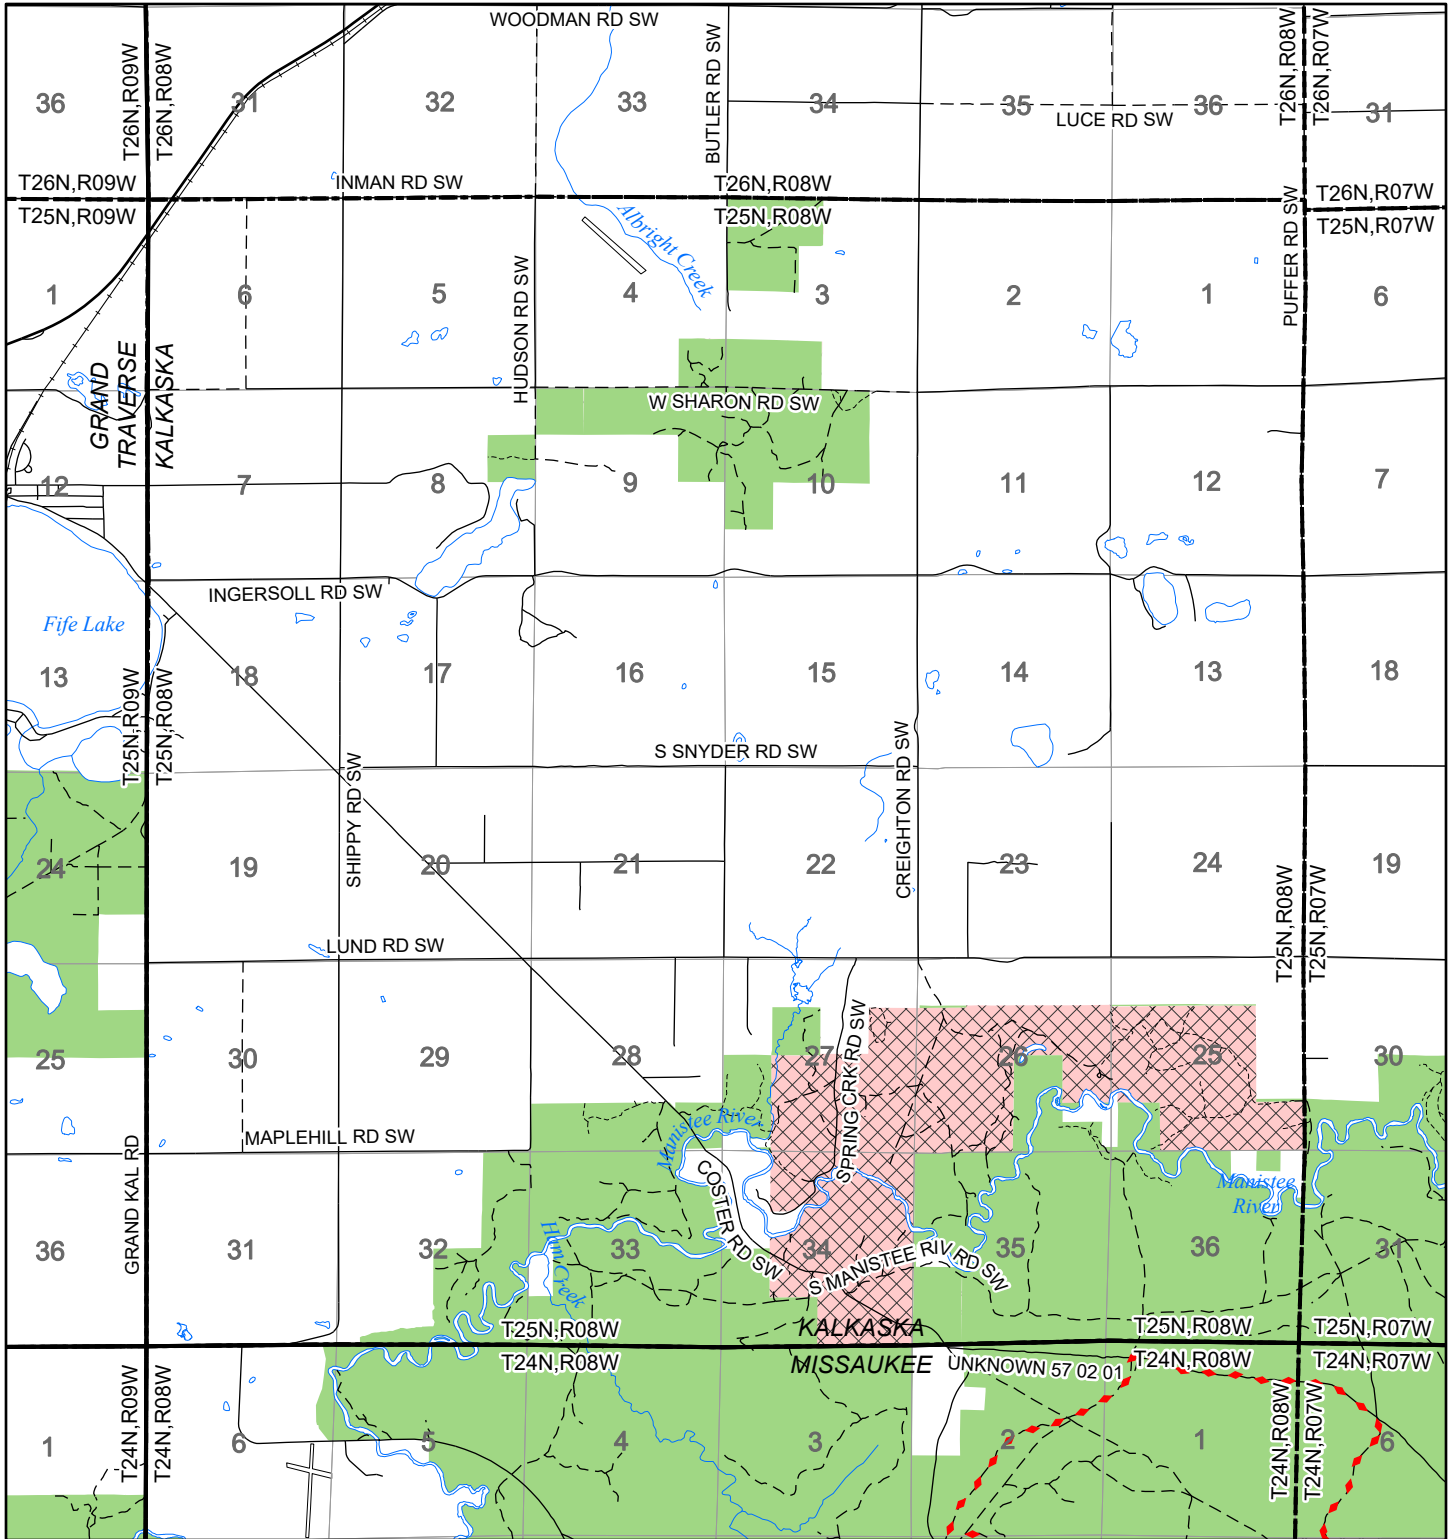 WOODMAN RD SW
T26N,R09W
T26N,R08W
BUTLER RD SW
T26N,R08W
T26N,R07W
36
31
32
33
34
35
36
31
LUCE RD SW
T26N,R09W
INMAN RD SW
T26N,R08W
T26N,R07W
T25N,R09W
T25N,R08W
T25N,R07W
Albright Creek
HUDSON RD SW
PUFFER RD SW
1
6
5
4
3
2
1
6
GRAND
TRAVERSE
KALKASKA
W SHARON RD SW
12
7
8
9
10
11
12
7
INGERSOLL RD SW
Fife Lake
13
18
17
16
15
14
13
18
T25N,R09W
T25N,R08W
S SNYDER RD SW
SHIPPY RD SW
CREIGHTON RD SW
24
19
20
21
22
23
24
19
T25N,R08W
T25N,R07W
LUND RD SW
25
30
29
28
27
26
25
30
SPRING CRK RD SW
MAPLEHILL RD SW
Manistee River
GRAND KAL RD
COSTER RD SW
Manistee
River
36
31
32
33
34
35
36
31
Ham Creek
S MANISTEE RIV RD SW
T25N,R08W
KALKASKA
T25N,R08W
T25N,R07W
T24N,R08W
MISSAUKEE
UNKNOWN 57 02 01
T24N,R08W
T24N,R07W
T24N,R09W
T24N,R08W
T24N,R08W
T24N,R07W
1
6
5
4
3
2
1
6